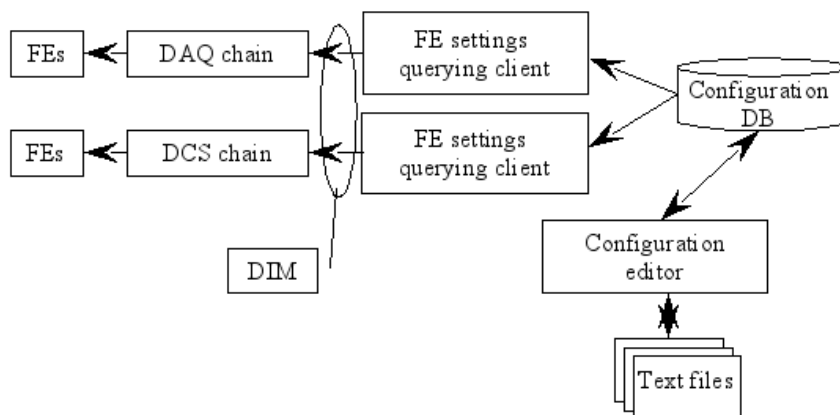 FEs
DAQ chain
FE settings
querying client
Configuration
DB
FEs
DCS chain
FE settings
querying client
DIM
Configuration
editor
Text files